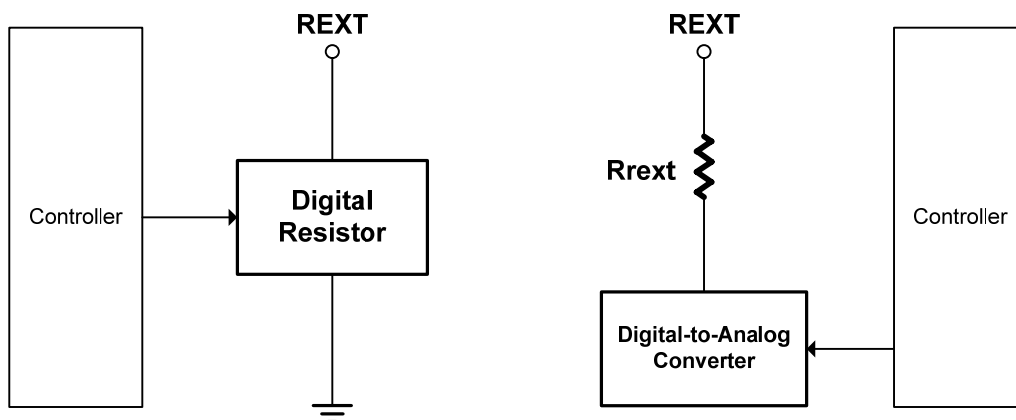 REXT
Controller
Digital
Resistor
REXT
Rrext
Digital-to-Analog
Converter
Controller